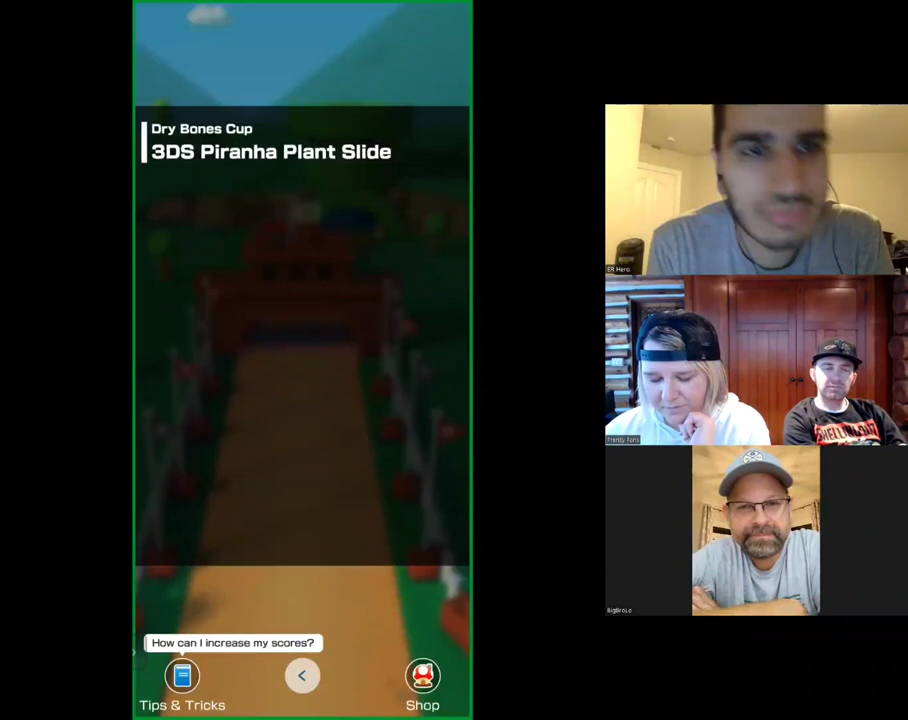 Dry Bones Cup
3DS Piranha Plant Slide
How can I increase my scores?
Tips & Tricks
Shop
ER Hero
Frendy Fans
BigBroLo